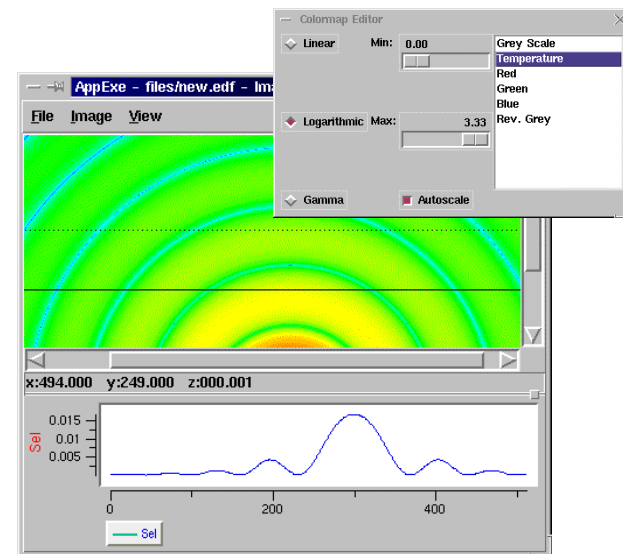 Colormap Editor
Linear Min: 0.00
Grey Scale
Temperature
Red
Green
Blue
Rev. Grey
Logarithmic Max: 3.33
Gamma Autoscale
AppExe - files/new.edf -
File Image View
x:494.000 y:249.000 z:000.001
Sel
0.015
0.01
0.005
0 200 400
Sel